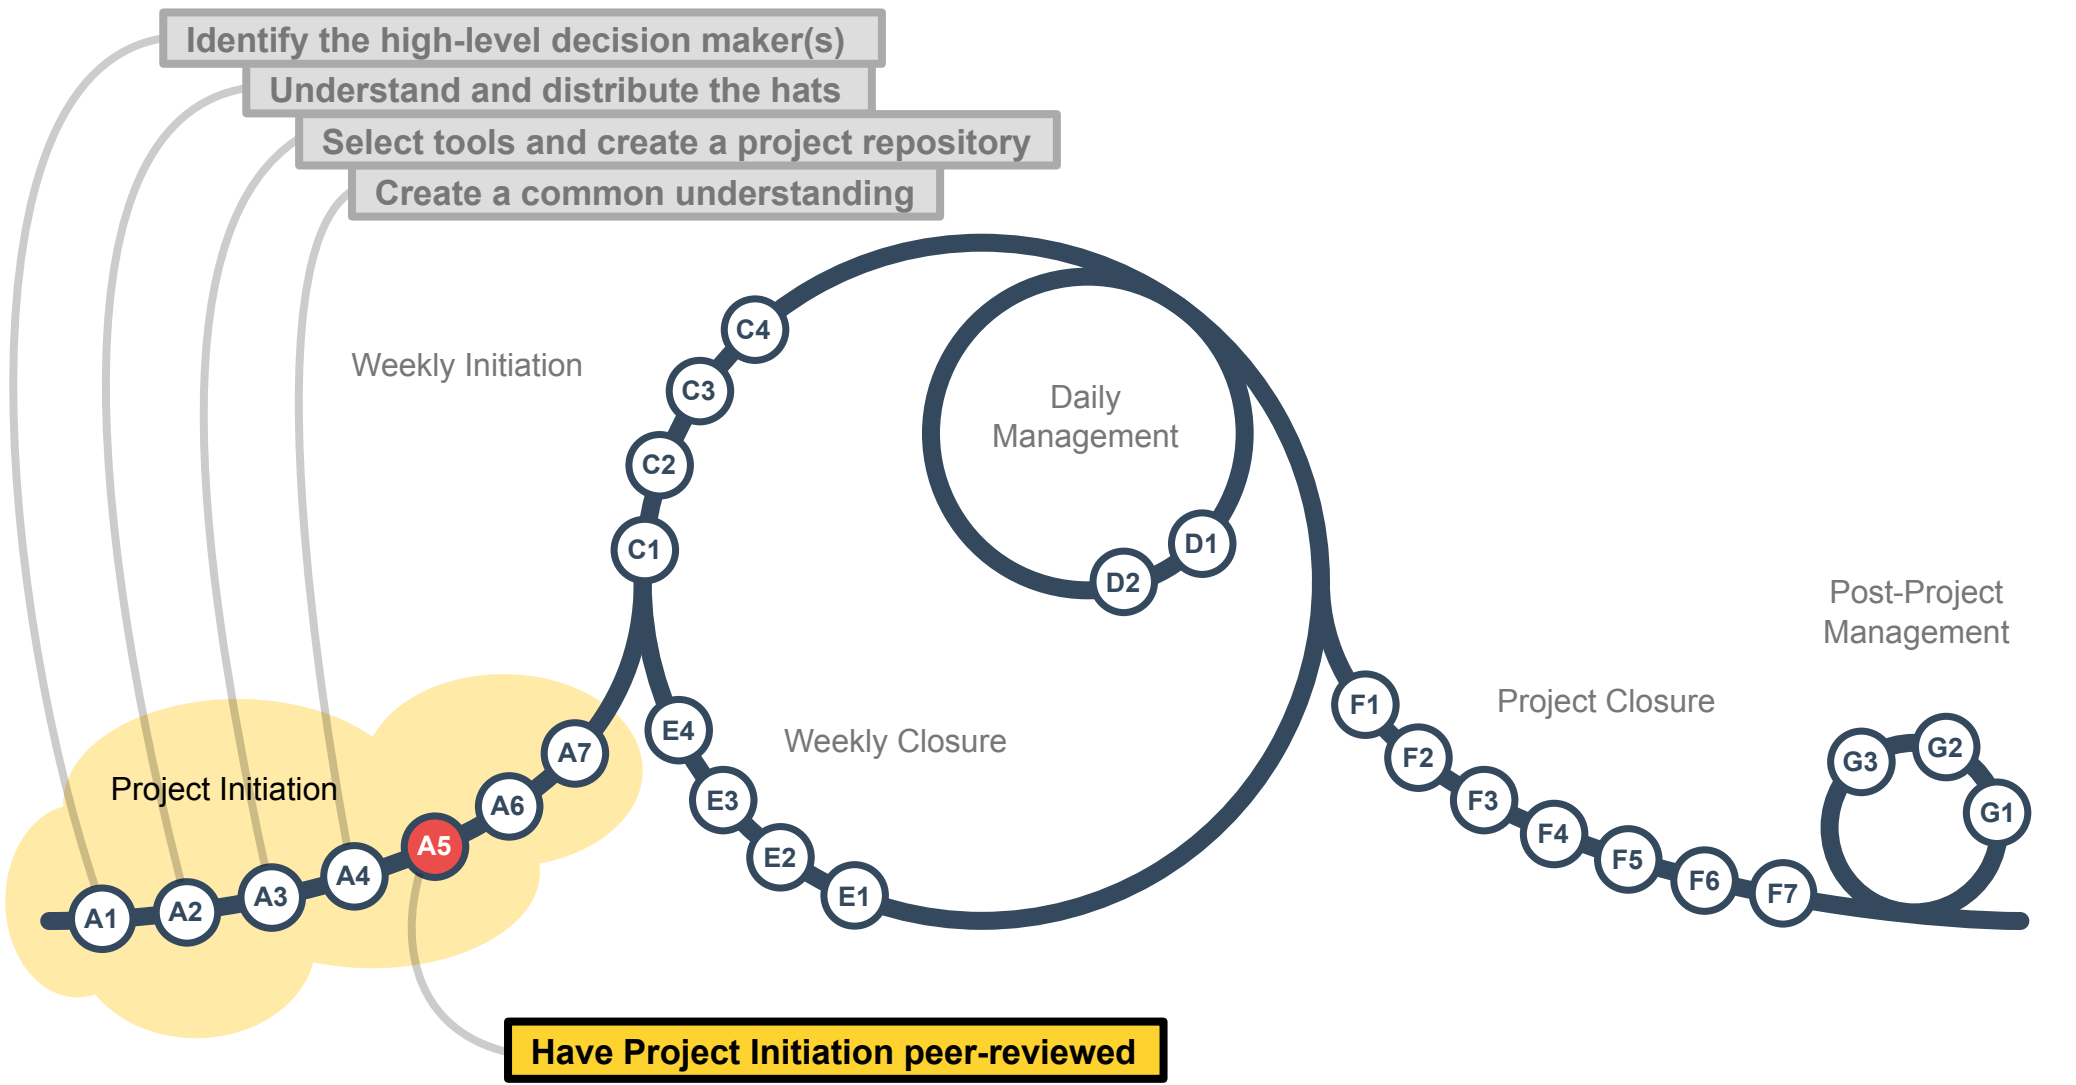 Identify the high-level decision maker(s)
Understand and distribute the hats
Select tools and create a project repository
Create a common understanding
C4
Weekly Initiation
C3
Daily
Management
C2
C1
D1
D2
Post-Project
Management
F1
Project Closure
E4
Weekly Closure
A7
F2
G3
G2
Project Initiation
A6
E3
F3
G1
A5
F4
A4
E2
F5
A3
E1
F6
F7
A2
A1
Have Project Initiation peer-reviewed